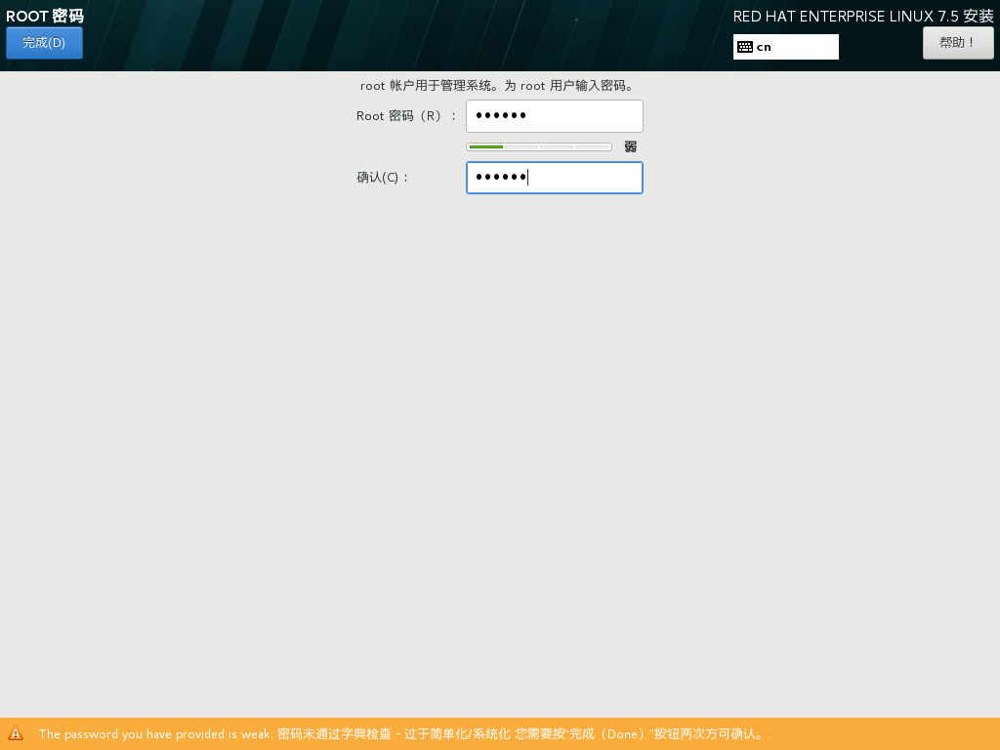 ROOT 密码
RED HAT ENTERPRISE LINUX 7.5 安装
完成(D)
cn
帮助！
root 帐户用于管理系统。为 root 用户输入密码。
Root 密码（R）：
••••••
弱
确认(C)：
••••••
The password you have provided is weak: 密码未通过字典检查 - 过于简单化/系统化 您需要按“完成（Done）”按钮两次方可确认。.